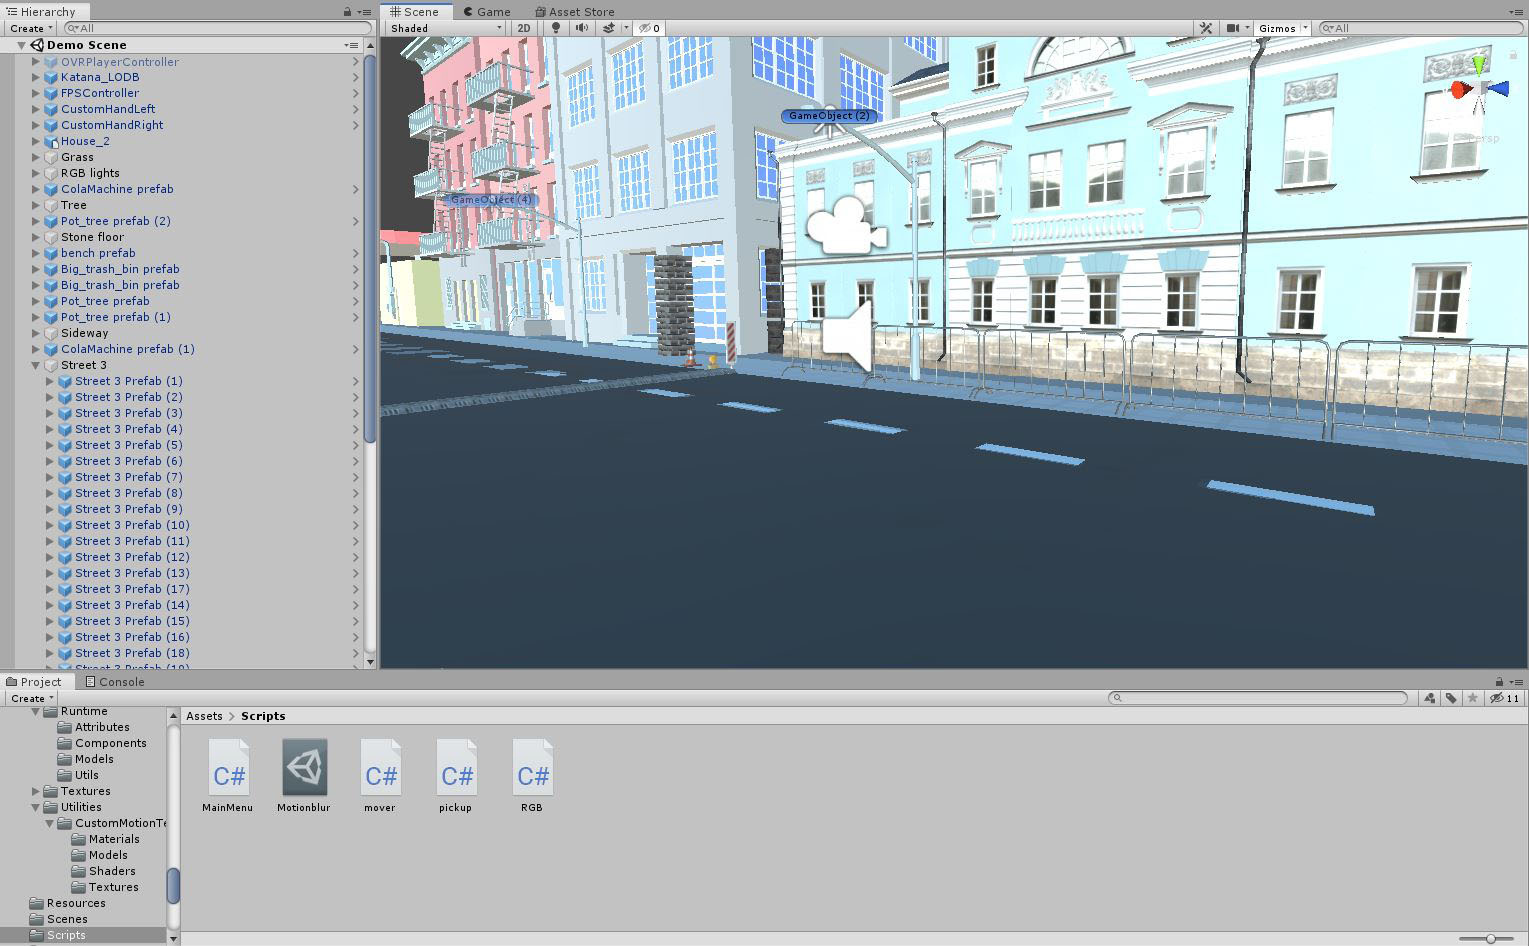 Hierarchy
Create
All
Demo Scene
OVRPlayerController
Katana_LODB
FPSController
CustomHandLeft
CustomHandRight
House_2
Grass
RGB lights
ColaMachine prefab
Tree
Pot_tree prefab (2)
Stone floor
bench prefab
Big_trash_bin prefab
Big_trash_bin prefab
Pot_tree prefab
Pot_tree prefab (1)
Sideway
ColaMachine prefab (1)
Street 3
Street 3 Prefab (1)
Street 3 Prefab (2)
Street 3 Prefab (3)
Street 3 Prefab (4)
Street 3 Prefab (5)
Street 3 Prefab (6)
Street 3 Prefab (7)
Street 3 Prefab (8)
Street 3 Prefab (9)
Street 3 Prefab (10)
Street 3 Prefab (11)
Street 3 Prefab (12)
Street 3 Prefab (13)
Street 3 Prefab (17)
Street 3 Prefab (14)
Street 3 Prefab (15)
Street 3 Prefab (16)
Street 3 Prefab (18)
Street 3 Prefab (19)
Scene Game Asset Store
Shaded 2D 0 Gizmos All
GameObject (2)
GameObject (4)
Persp
Project Console
Create 11
Runtime
Attributes
Components
Models
Utils
Textures
Utilities
CustomMotionTe
Materials
Models
Shaders
Textures
Resources
Scenes
Scripts
Assets > Scripts
C# C# C# C#
MainMenu Motionblur mover pickup RGB